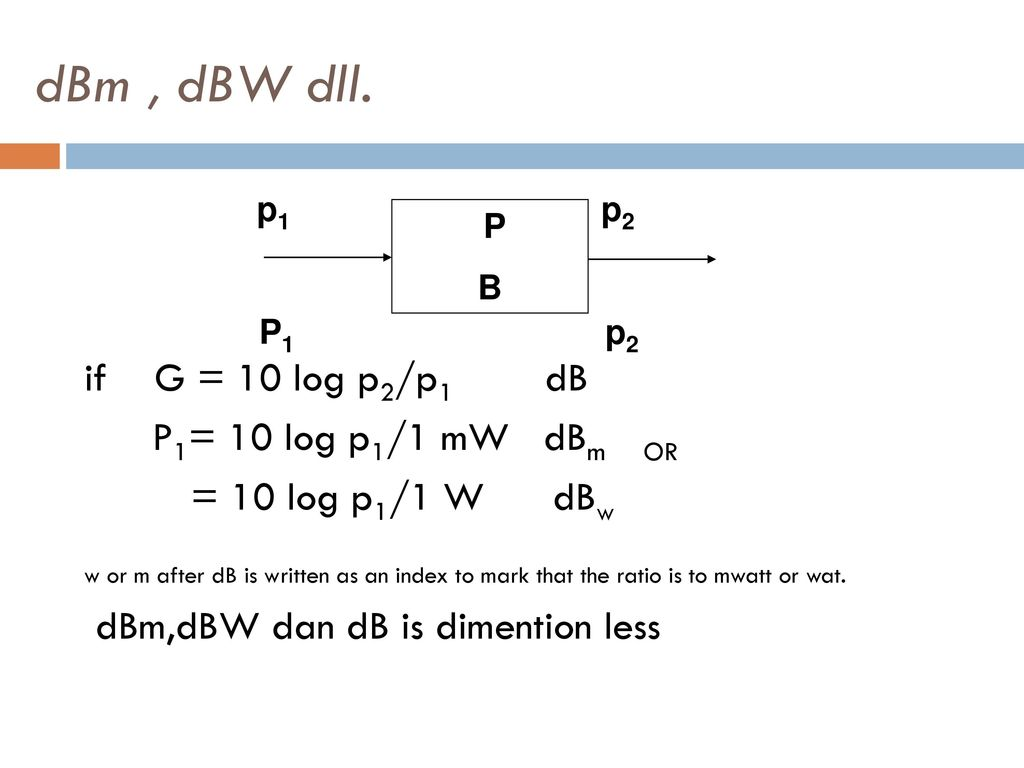 dBm , dBW dll.
p1 P p2
B
P1 p2
if G = 10 log p2/p1 dB
P1= 10 log p1/1 mW dBm OR
= 10 log p1/1 W dBw
w or m after dB is written as an index to mark that the ratio is to mwatt or wat.
dBm,dBW dan dB is dimention less